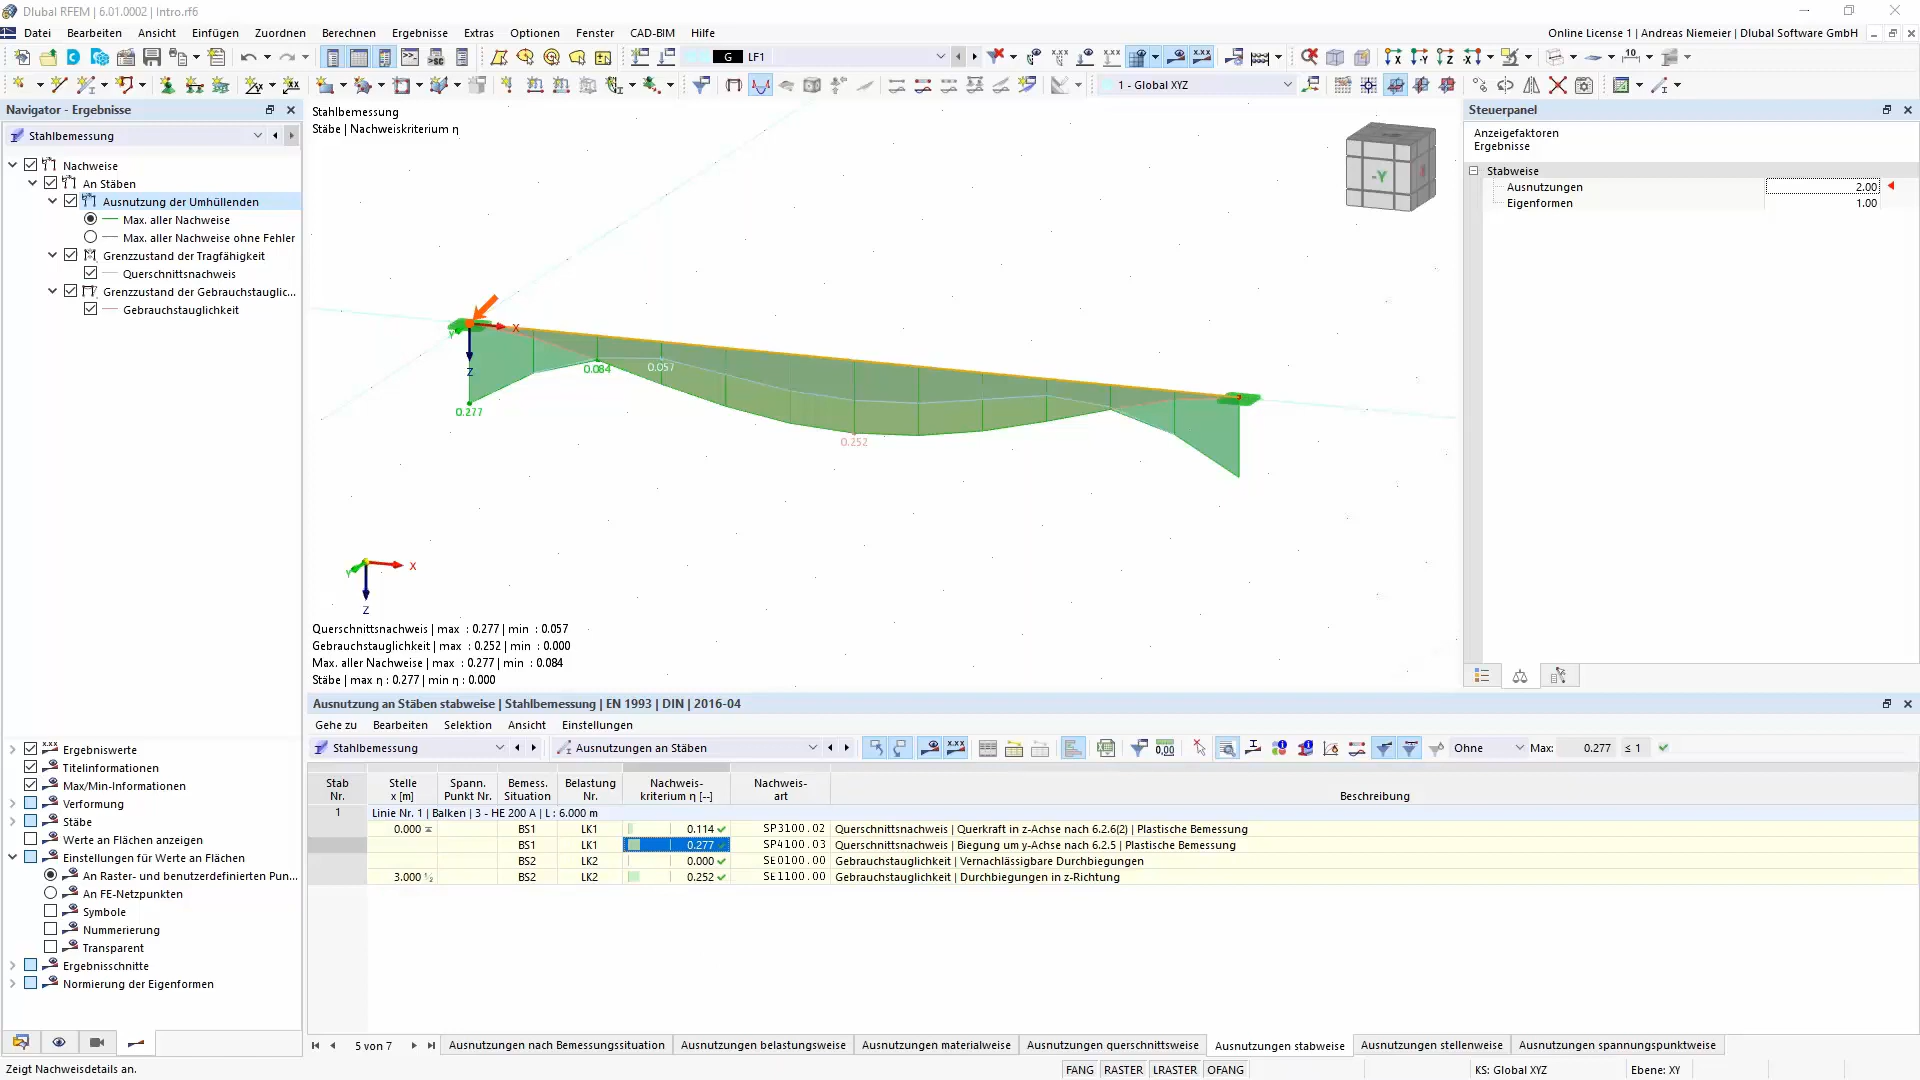 Dlubal RFEM | 6.01.0002 | Intro.rf6
Datei Bearbeiten Ansicht Einfügen Zuordnen Berechnen Ergebnisse Extras Optionen Fenster CAD-BIM Hilfe
Online License 1 | Andreas Niemeier | Dlubal Software GmbH
G LF1
1 - Global XYZ
Navigator - Ergebnisse
Stahlbemessung
Nachweise
An Stäben
Ausnutzung der Umhüllenden
Max. aller Nachweise
Max. aller Nachweise ohne Fehler
Grenzzustand der Tragfähigkeit
Querschnittsnachweis
Grenzzustand der Gebrauchstauglic...
Gebrauchstauglichkeit
Ergebniswerte
Titelinformationen
Max/Min-Informationen
Verformung
Stäbe
Werte an Flächen anzeigen
Einstellungen für Werte an Flächen
An Raster- und benutzerdefinierten Pun...
An FE-Netzpunkten
Symbole
Nummerierung
Transparent
Ergebnisschnitte
Normierung der Eigenformen
Stahlbemessung
Stäbe | Nachweiskriterium η
-Y
X
Y
Z
0.084
0.057
0.277
0.252
X
Y
Z
Querschnittsnachweis | max : 0.277 | min : 0.057
Gebrauchstauglichkeit | max : 0.252 | min : 0.000
Max. aller Nachweise | max : 0.277 | min : 0.084
Stäbe | max η : 0.277 | min η : 0.000
Steuerpanel
Anzeigefaktoren
Ergebnisse
Stabweise
Ausnutzungen 2.00
Eigenformen 1.00
Ausnutzung an Stäben stabweise | Stahlbemessung | EN 1993 | DIN | 2016-04
Gehe zu Bearbeiten Selektion Ansicht Einstellungen
Stahlbemessung Ausnutzungen an Stäben Ohne Max: 0.277 ≤ 1
Stab Stelle Spann. Bemess. Belastung Nachweis- Nachweis-
Nr. x [m] Punkt Nr. Situation Nr. kriterium η [--] art Beschreibung
1 Linie Nr. 1 | Balken | 3 - HE 200 A | L : 6.000 m
0.000 BS1 LK1 0.114 SP3100.02 Querschnittsnachweis | Querkraft in z-Achse nach 6.2.6(2) | Plastische Bemessung
BS1 LK1 0.277 SP4100.03 Querschnittsnachweis | Biegung um y-Achse nach 6.2.5 | Plastische Bemessung
BS2 LK2 0.000 SE0100.00 Gebrauchstauglichkeit | Vernachlässigbare Durchbiegungen
3.000 ½ BS2 LK2 0.252 SE1100.00 Gebrauchstauglichkeit | Durchbiegungen in z-Richtung
5 von 7 Ausnutzungen nach Bemessungssituation Ausnutzungen belastungsweise Ausnutzungen materialweise Ausnutzungen querschnittsweise Ausnutzungen stabweise Ausnutzungen stellenweise Ausnutzungen spannungspunktweise
Zeigt Nachweisdetails an. FANG RASTER LRASTER OFANG KS: Global XYZ Ebene: XY